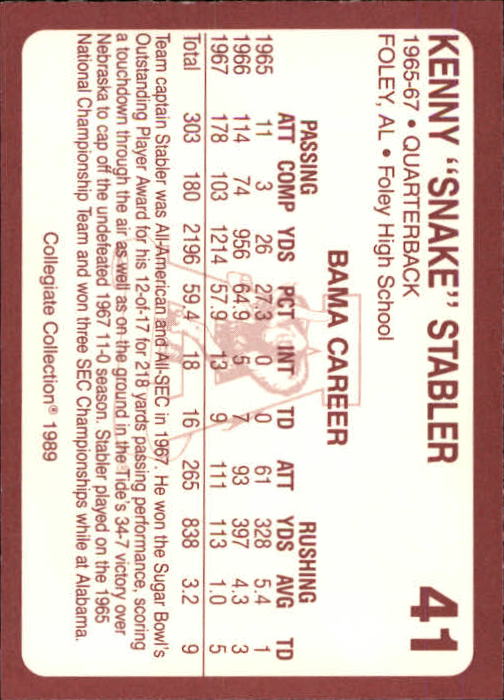 KENNY "SNAKE" STABLER 41
1965-67 • QUARTERBACK
FOLEY, AL • Foley High School
BAMA CAREER
PASSING RUSHING
ATT COMP YDS PCT INT TD ATT YDS AVG TD
1965 11 3 26 27.3 0 0 61 328 5.4 1
1966 114 74 956 64.9 5 7 93 397 4.3 3
1967 178 103 1214 57.9 13 9 111 113 1.0 5
Total 303 180 2196 59.4 18 16 265 838 3.2 9
Team captain Stabler was All-American and All-SEC in 1967. He won the Sugar Bowl's
Outstanding Player Award for his 12-of-17 for 218 yards passing performance, scoring
a touchdown through the air as well as on the ground in the Tide's 34-7 victory over
Nebraska to cap off the undefeated 1967 11-0 season. Stabler played on the 1965
National Championship Team and won three SEC Championships while at Alabama.
Collegiate Collection® 1989